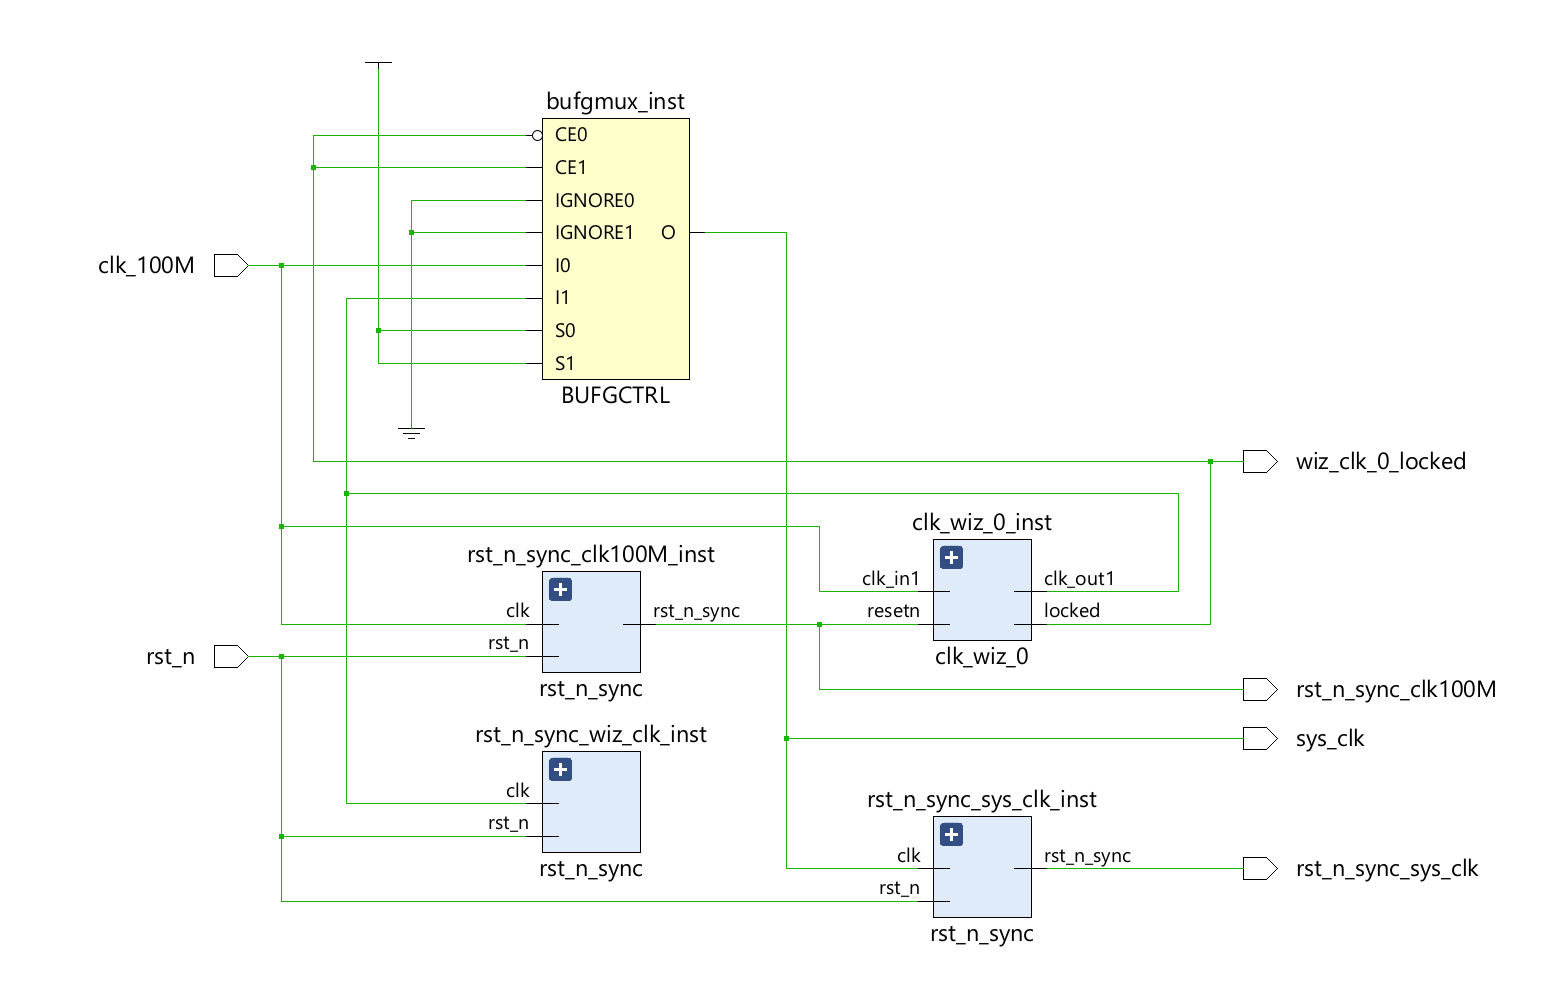 bufgmux_inst
CE0
CE1
IGNORE0
IGNORE1
O
clk_100M
I0
I1
S0
S1
BUFGCTRL
wiz_clk_0_locked
clk_wiz_0_inst
rst_n_sync_clk100M_inst
clk_in1
clk_out1
clk
rst_n_sync
resetn
locked
rst_n
rst_n
clk_wiz_0
rst_n_sync
rst_n_sync_clk100M
rst_n_sync_wiz_clk_inst
sys_clk
clk
rst_n_sync_sys_clk_inst
rst_n
clk
rst_n_sync
rst_n_sync
rst_n_sync_sys_clk
rst_n
rst_n_sync